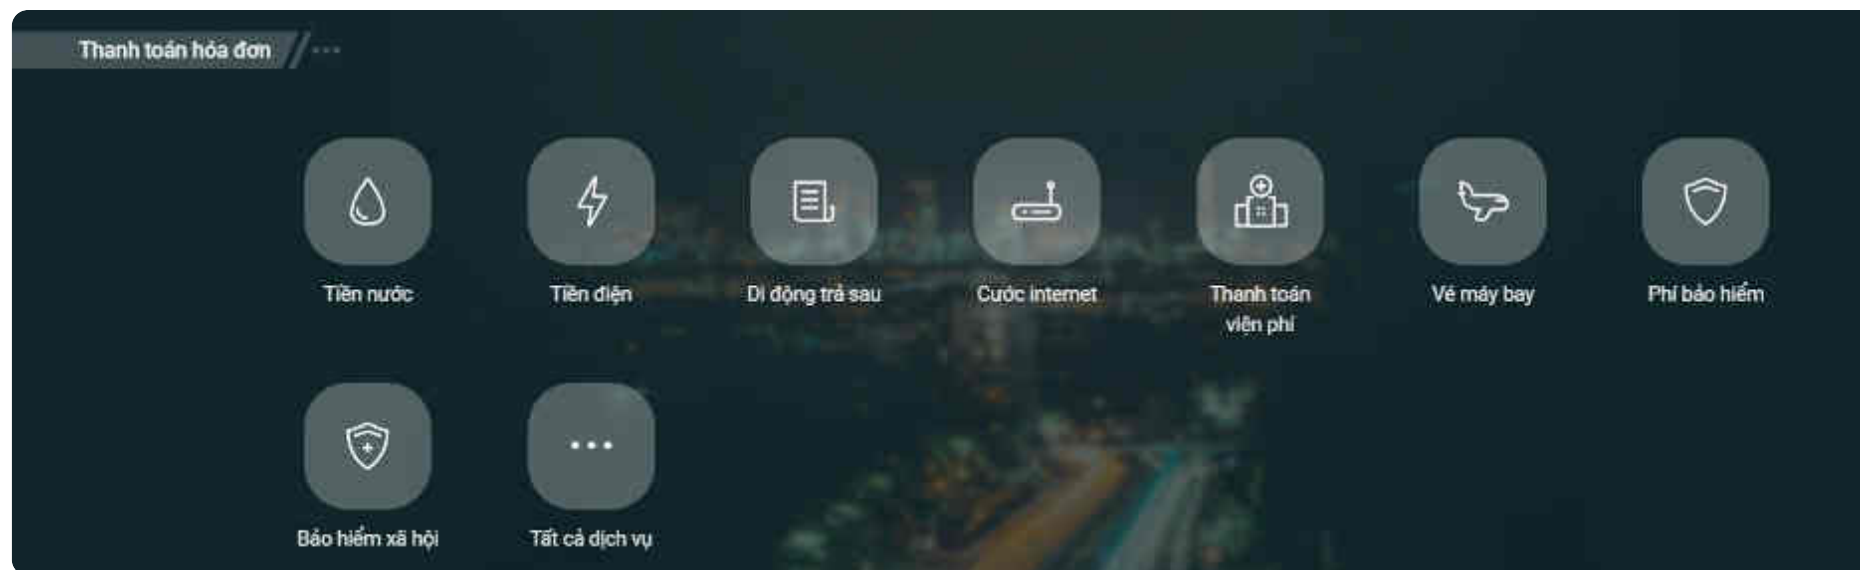 Thanh toán hóa đơn
Tiền nước
Tiền điện
Di động trả sau
Cước internet
Thanh toán
viện phí
Vé máy bay
Phí bảo hiểm
Bảo hiểm xã hội
Tất cả dịch vụ